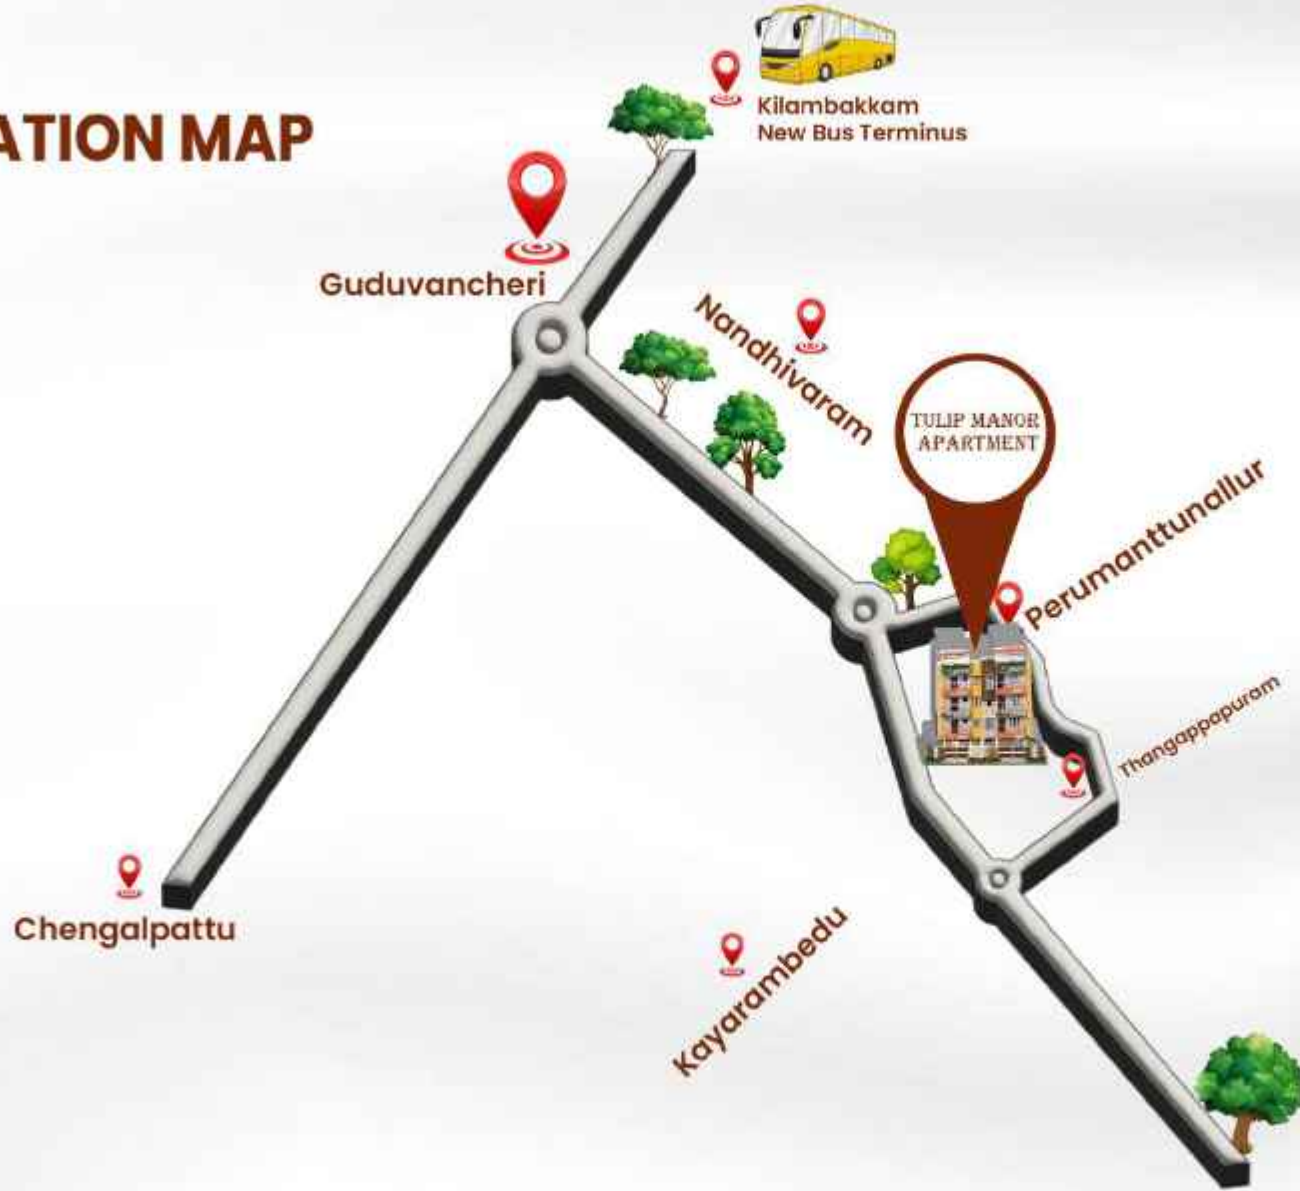 ATION MAP
Kilambakkam
New Bus Terminus
Guduvancheri
Nandhivaram
TULIP MANOR
APARTMENT
Perumanttunallur
Thangappapuram
Chengalpattu
Kayarambedu